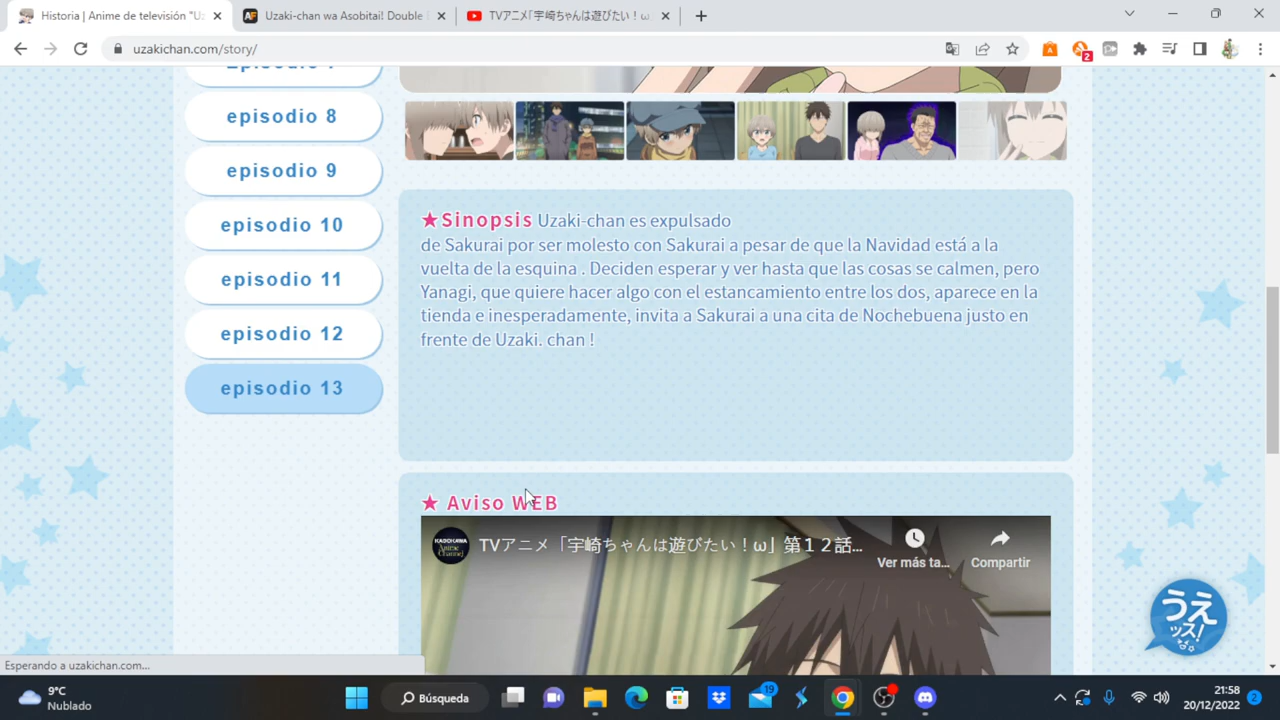 Historia | Anime de televisión "Uz
Uzaki-chan wa Asobitai! Double
TVアニメ「宇崎ちゃんは遊びたい！ω
uzakichan.com/story/
2
episodio 8
episodio 9
episodio 10
episodio 11
episodio 12
episodio 13
★Sinopsis Uzaki-chan es expulsado
de Sakurai por ser molesto con Sakurai a pesar de que la Navidad está a la
vuelta de la esquina . Deciden esperar y ver hasta que las cosas se calmen, pero
Yanagi, que quiere hacer algo con el estancamiento entre los dos, aparece en la
tienda e inesperadamente, invita a Sakurai a una cita de Nochebuena justo en
frente de Uzaki. chan !
★ Aviso WEB
KADOKAWA
Anime
Channel
TVアニメ「宇崎ちゃんは遊びたい！ω」第１２話...
Ver más ta...
Compartir
うえ
ッス!
Esperando a uzakichan.com...
9°C
Nublado
Búsqueda
19
21:58
20/12/2022
2